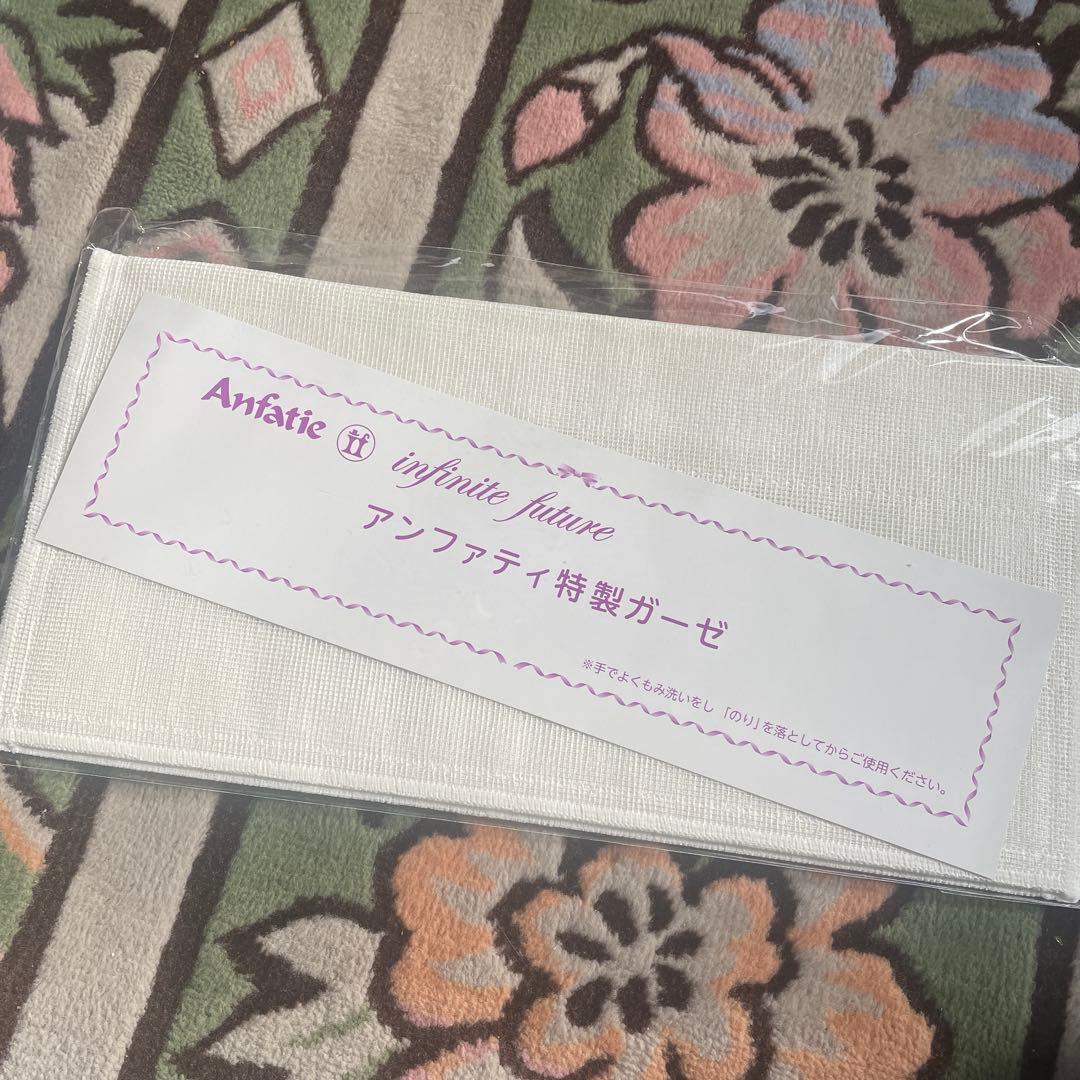 Anfatie if infinite future
アンファティ特製ガーゼ
※手でよくもみ洗いをし「のり」を落としてからご使用ください。